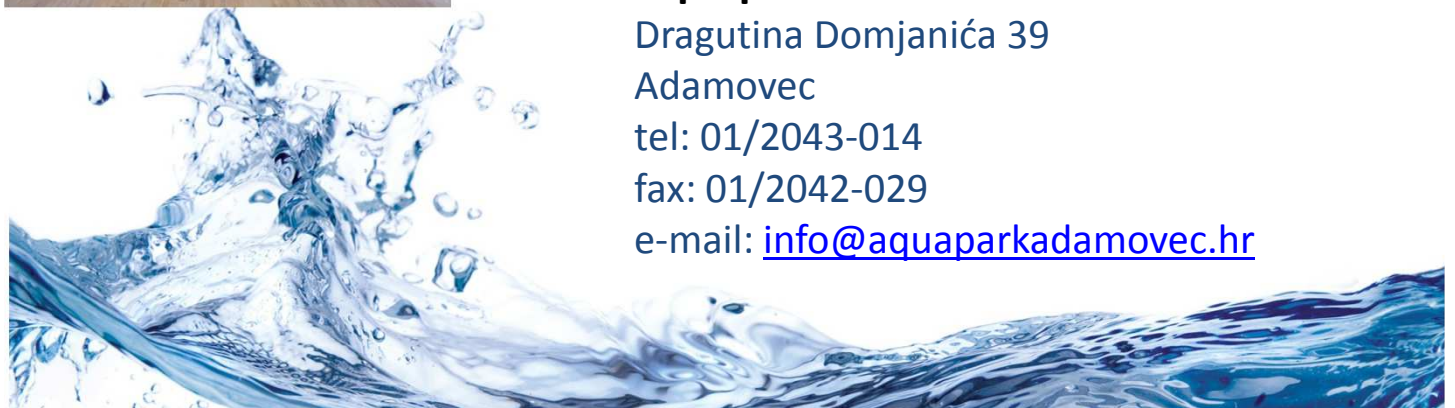 Dragutina Domjanića 39
Adamovec
tel: 01/2043-014
fax: 01/2042-029
e-mail: info@aquaparkadamovec.hr